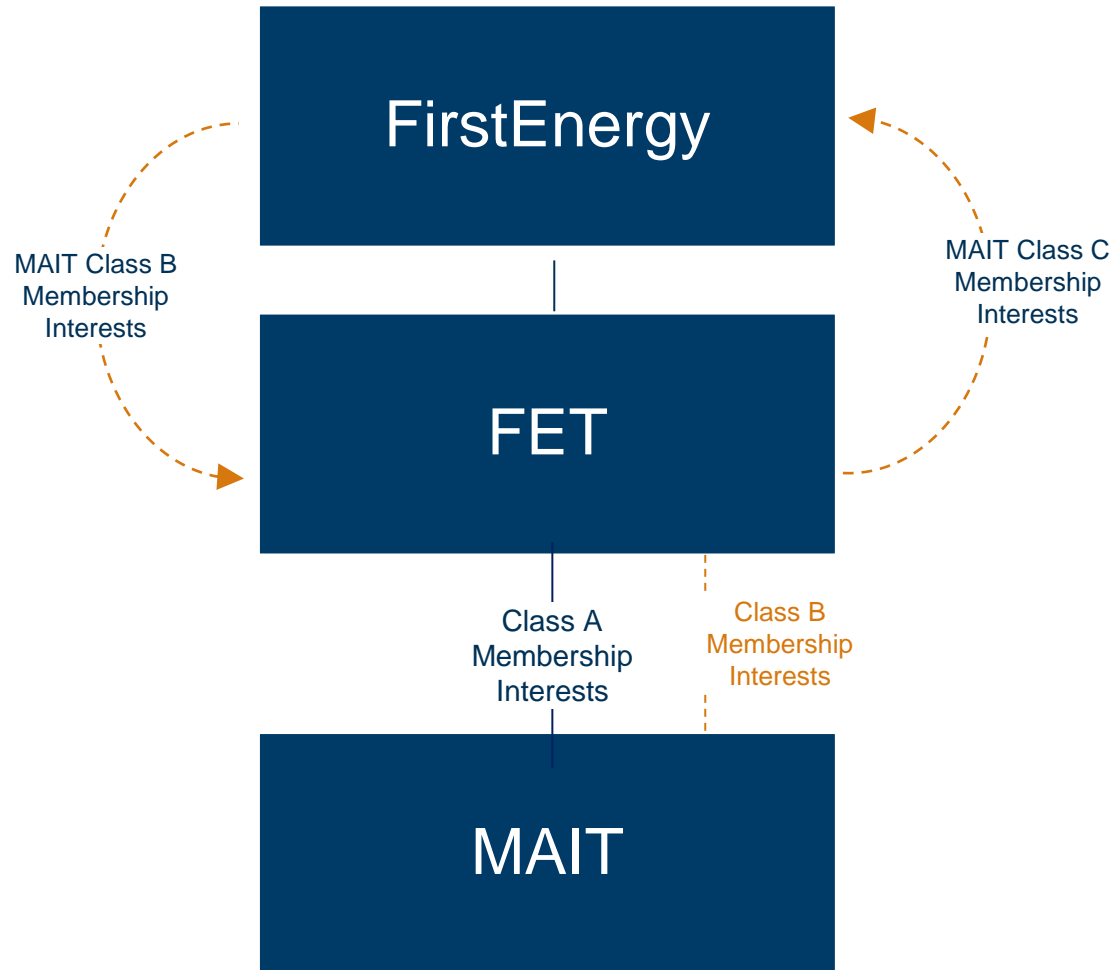 FirstEnergy
MAIT Class B
Membership
Interests
MAIT Class C
Membership
Interests
FET
Class A
Membership
Interests
Class B
Membership
Interests
MAIT